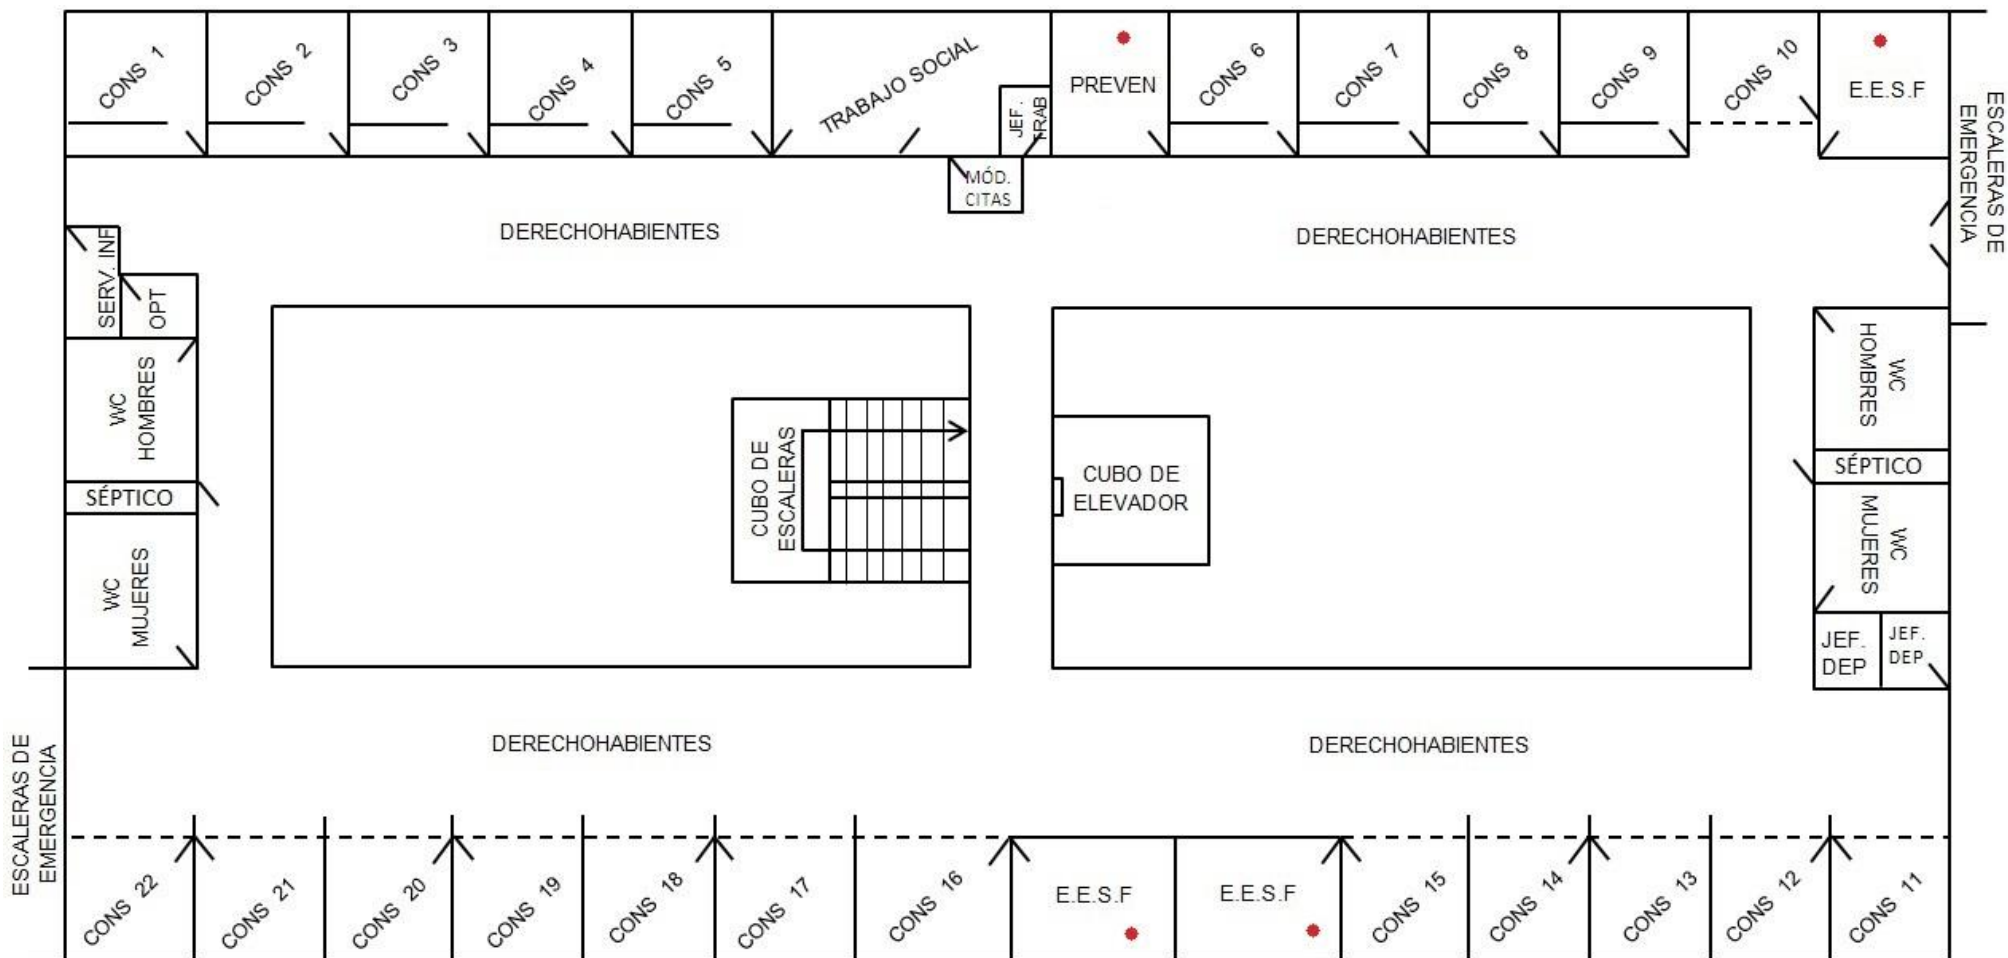 CONS 1
CONS 2
CONS 3
CONS 4
CONS 5
TRABAJO SOCIAL
JEF.
TRAB
PREVEN
CONS 6
CONS 7
CONS 8
CONS 9
CONS 10
E.E.S.F
ESCALERAS DE
EMERGENCIA
MÓD.
CITAS
DERECHOHABIENTES
DERECHOHABIENTES
SERV. INF
OPT
WC
HOMBRES
SÉPTICO
WC
MUJERES
CUBO DE
ESCALERAS
CUBO DE
ELEVADOR
WC
HOMBRES
SÉPTICO
WC
MUJERES
JEF.
DEP
JEF.
DEP
DERECHOHABIENTES
DERECHOHABIENTES
ESCALERAS DE
EMERGENCIA
CONS 22
CONS 21
CONS 20
CONS 19
CONS 18
CONS 17
CONS 16
E.E.S.F
E.E.S.F
CONS 15
CONS 14
CONS 13
CONS 12
CONS 11